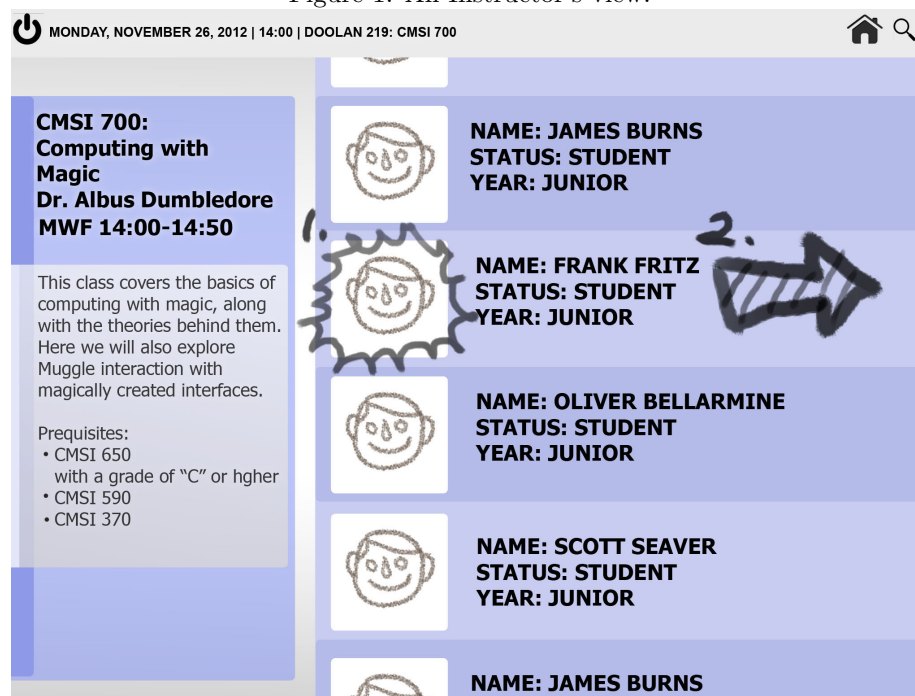 Figure 1: An Instructor's view.
MONDAY, NOVEMBER 26, 2012 | 14:00 | DOOLAN 219: CMSI 700
CMSI 700:
Computing with
Magic
Dr. Albus Dumbledore
MWF 14:00-14:50
This class covers the basics of
computing with magic, along
with the theories behind them.
Here we will also explore
Muggle interaction with
magically created interfaces.
Prequisites:
• CMSI 650
with a grade of "C" or hgher
• CMSI 590
• CMSI 370
NAME: JAMES BURNS
STATUS: STUDENT
YEAR: JUNIOR
1.
NAME: FRANK FRITZ
STATUS: STUDENT
YEAR: JUNIOR
2.
NAME: OLIVER BELLARMINE
STATUS: STUDENT
YEAR: JUNIOR
NAME: SCOTT SEAVER
STATUS: STUDENT
YEAR: JUNIOR
NAME: JAMES BURNS